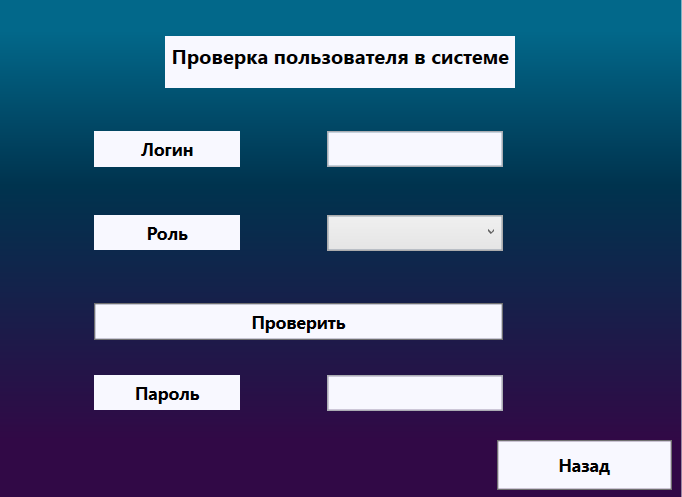 Проверка пользователя в системе
Логин
Роль
Проверить
Пароль
Назад